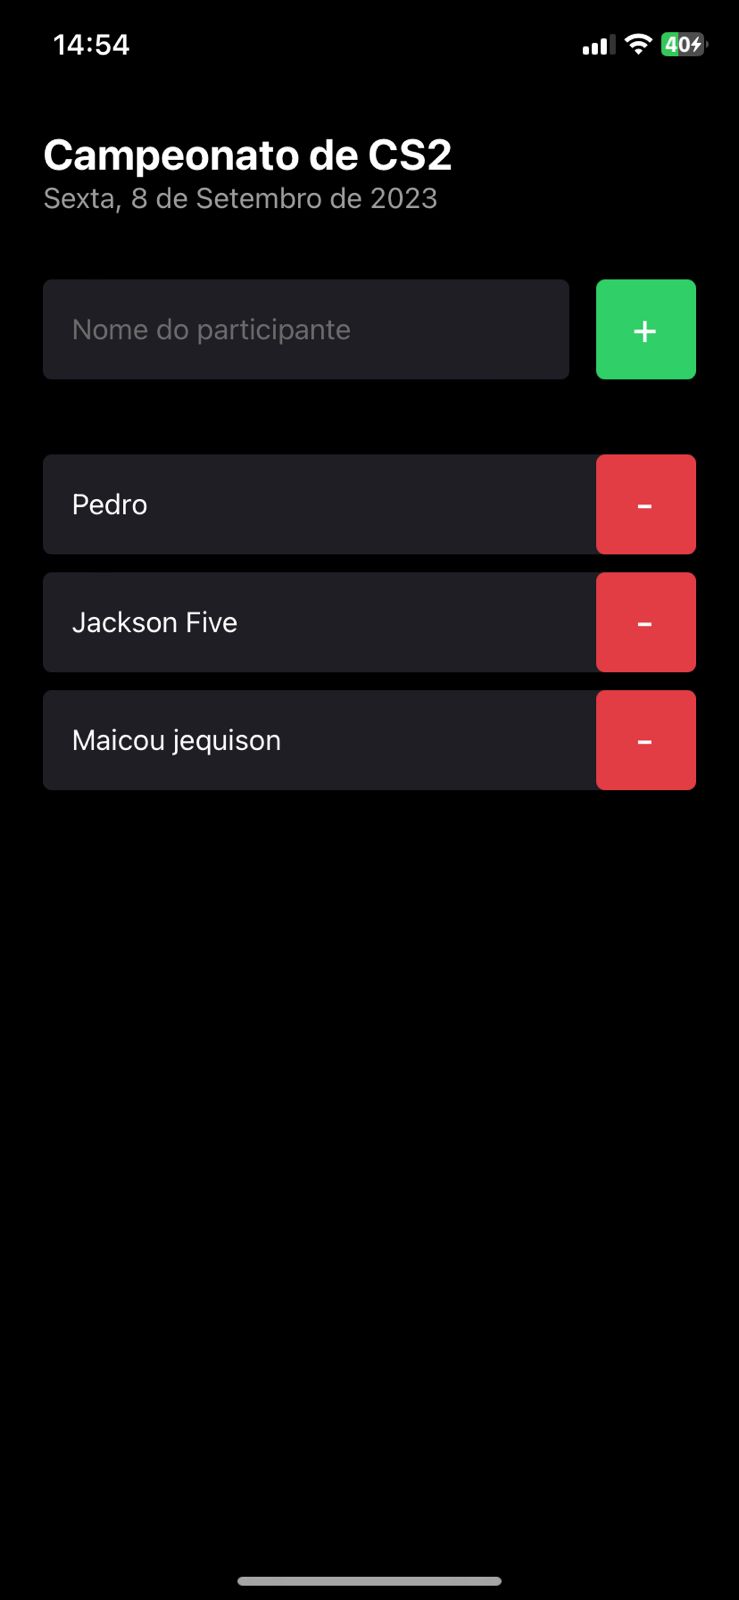 14:54
40
Campeonato de CS2
Sexta, 8 de Setembro de 2023
Nome do participante
+
Pedro
-
Jackson Five
-
Maicou jequison
-